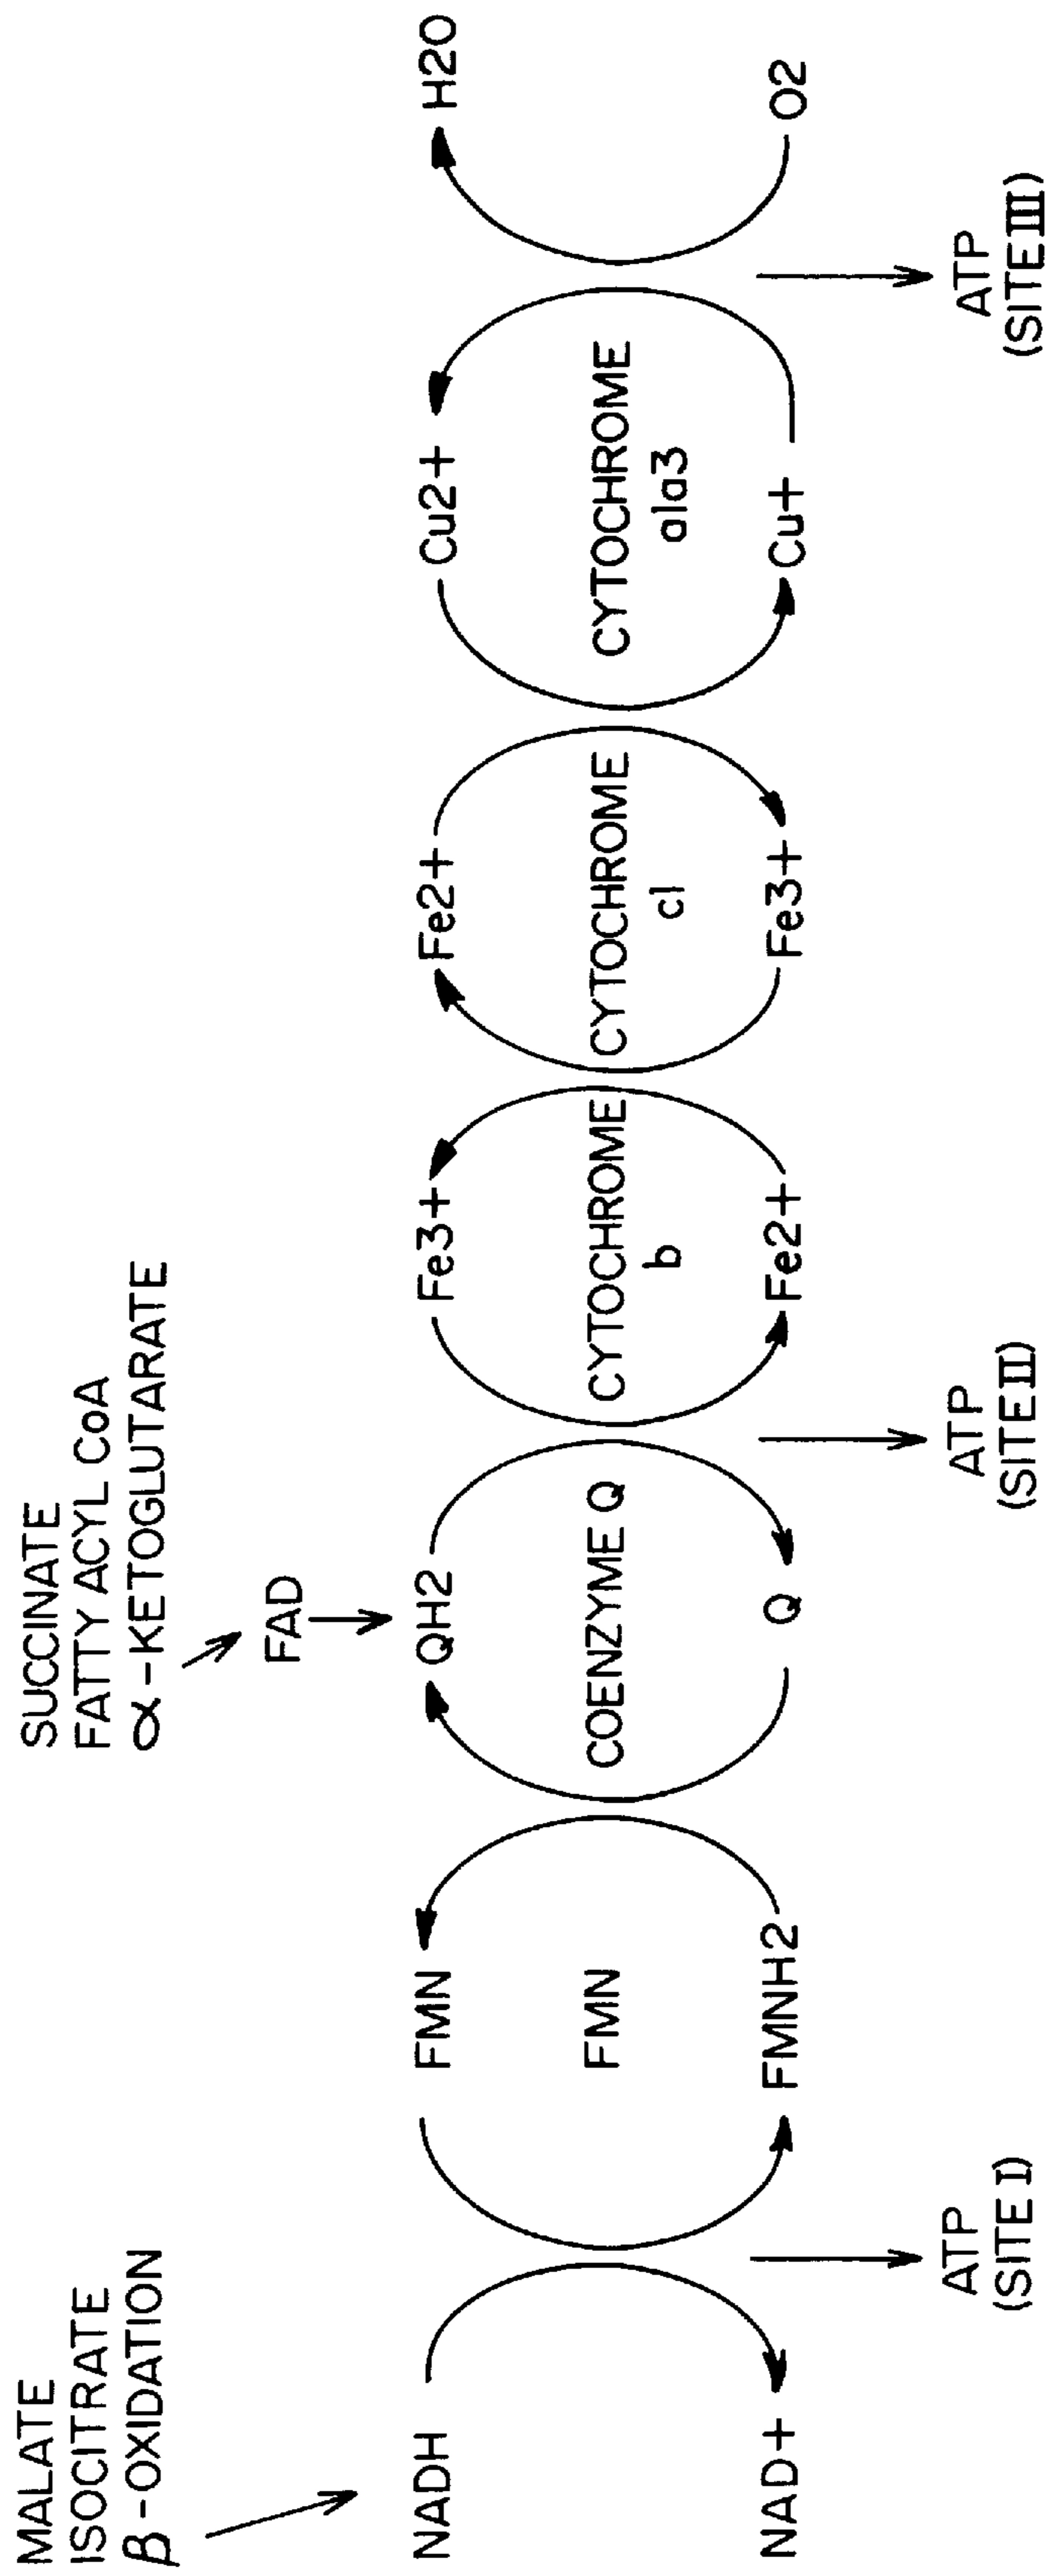 MALATE
ISOCITRATE
β-OXIDATION
SUCCINATE
FATTY ACYL CoA
α-KETOGLUTARATE
FAD
NADH
FMN
QH2
Fe3+
Fe2+
Cu2+
H2O
FMN
COENZYME Q
CYTOCHROME
b
CYTOCHROME
c1
CYTOCHROME
a1a3
NAD+
FMNH2
Q
Fe2+
Fe3+
Cu+
O2
ATP
(SITE I)
ATP
(SITE II)
ATP
(SITE III)